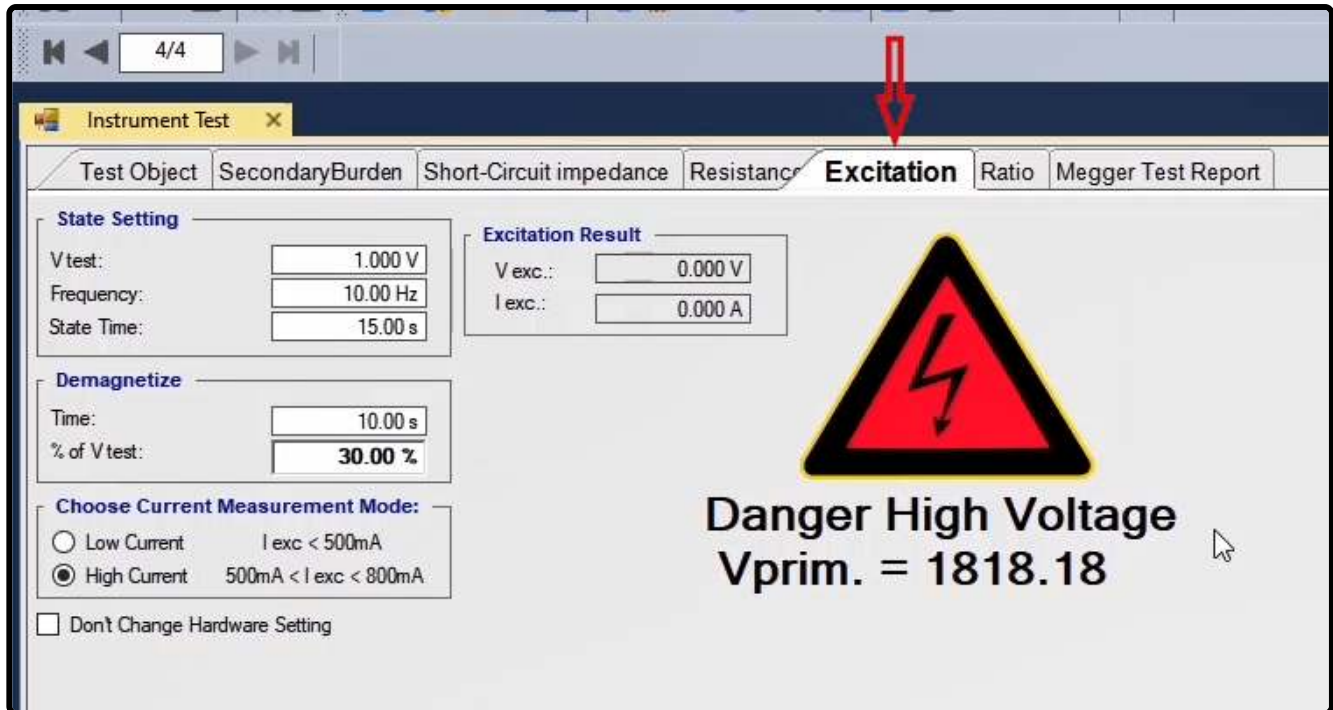 4/4
Instrument Test
Test Object SecondaryBurden Short-Circuit impedance Resistance Excitation Ratio Megger Test Report
State Setting
V test: 1.000 V
Frequency: 10.00 Hz
State Time: 15.00 s
Excitation Result
V exc.: 0.000 V
I exc.: 0.000 A
Demagnetize
Time: 10.00 s
% of V test: 30.00 %
Choose Current Measurement Mode:
Low Current I exc < 500mA
High Current 500mA < I exc < 800mA
Don't Change Hardware Setting
Danger High Voltage
Vprim. = 1818.18